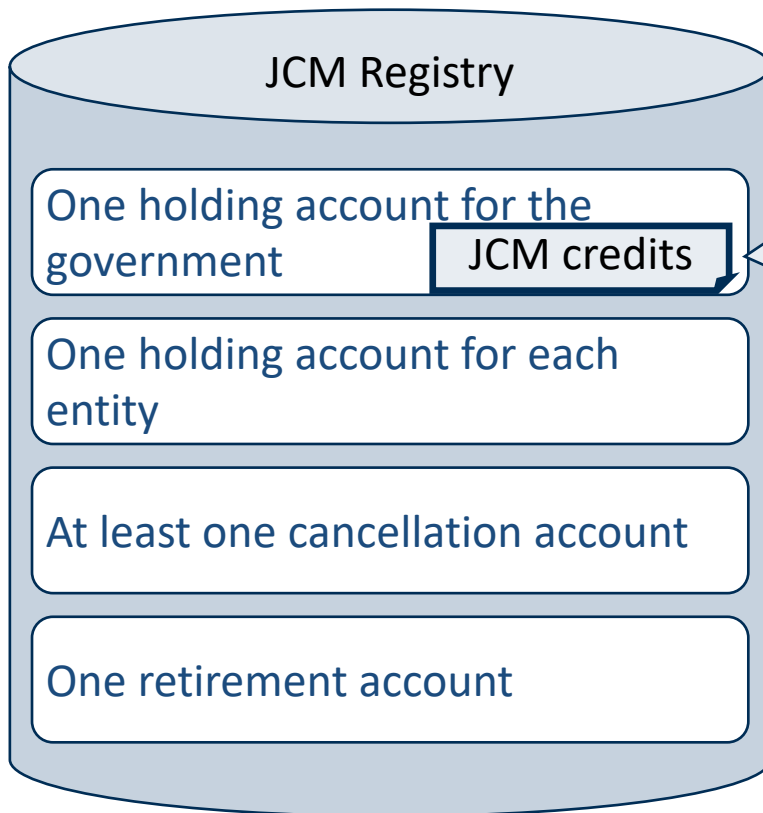 JCM Registry
One holding account for the
government
JCM credits
One holding account for each
entity
At least one cancellation account
One retirement account